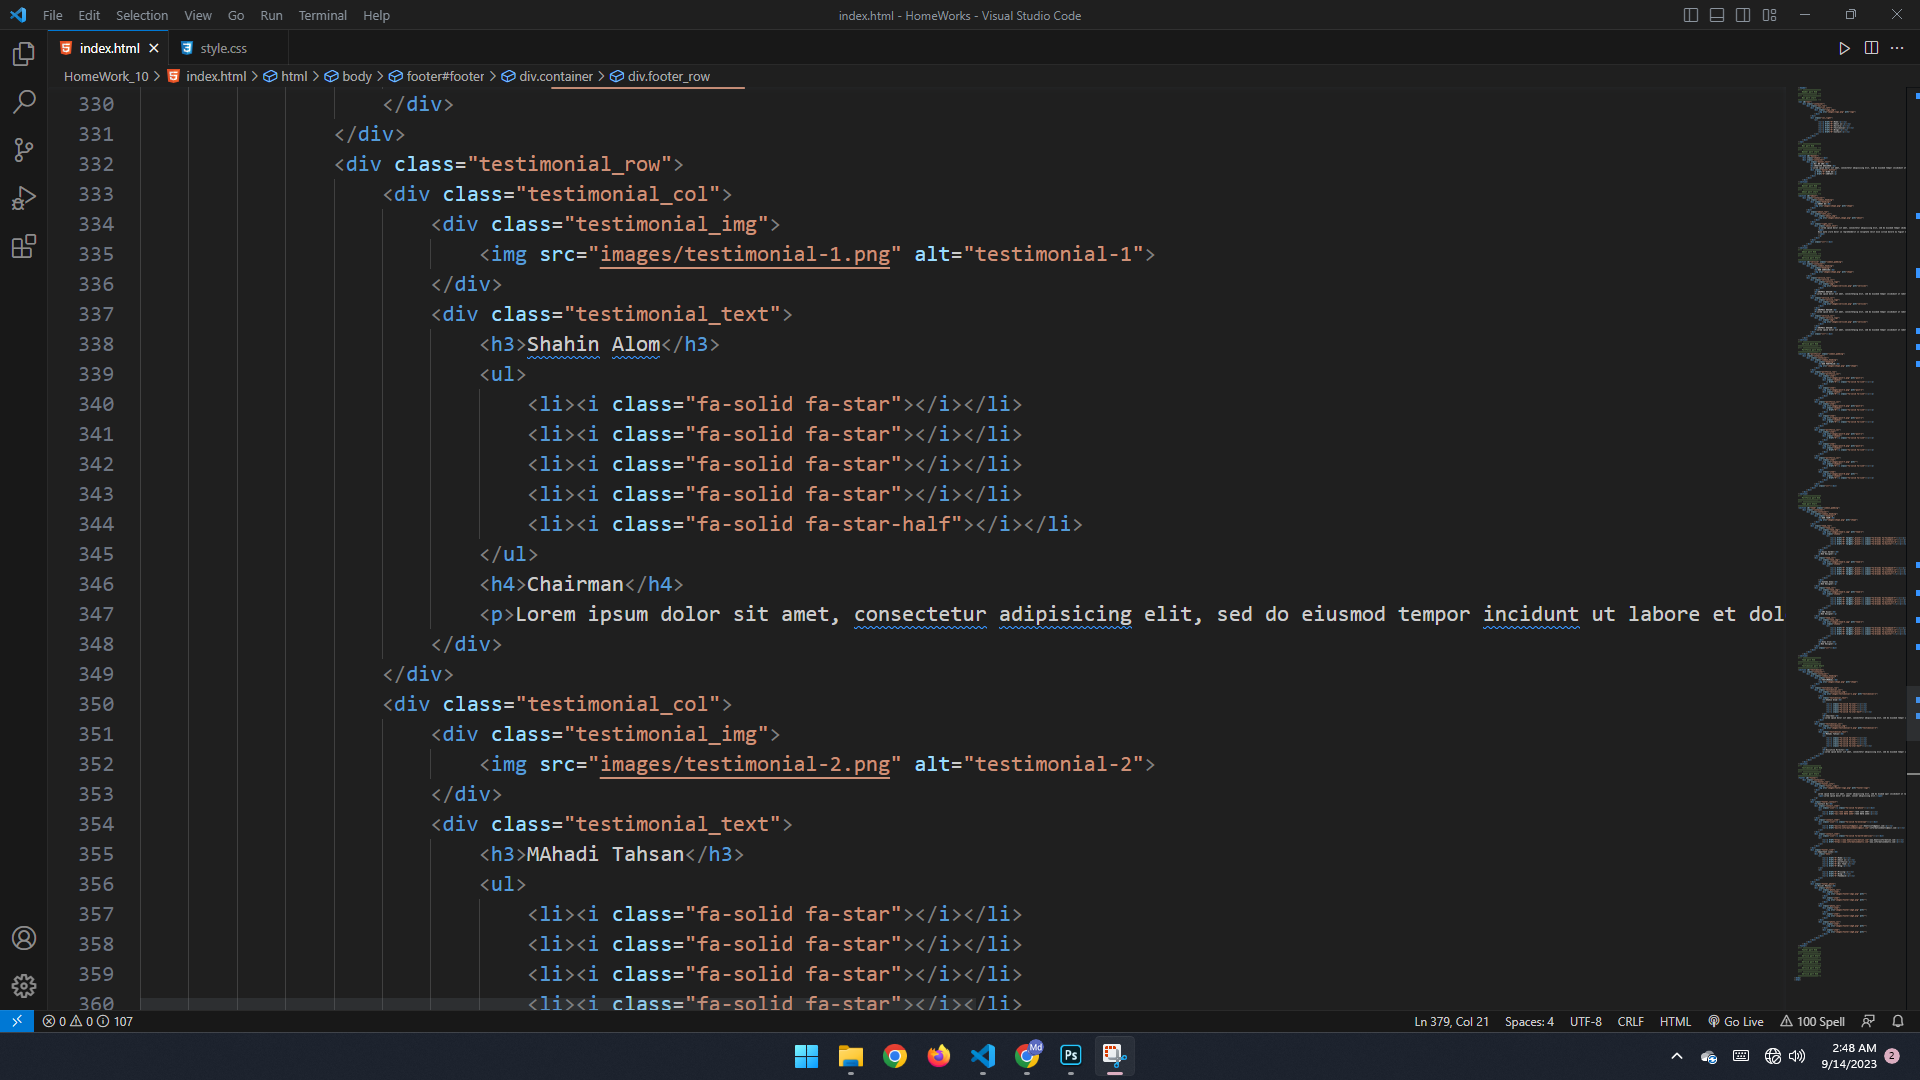 File Edit Selection View Go Run Terminal Help
index.html - HomeWorks - Visual Studio Code
index.html style.css
HomeWork_10 > index.html > html > body > footer#footer > div.container > div.footer_row
330 </div>
331 </div>
332 <div class="testimonial_row">
333 <div class="testimonial_col">
334 <div class="testimonial_img">
335 <img src="images/testimonial-1.png" alt="testimonial-1">
336 </div>
337 <div class="testimonial_text">
338 <h3>Shahin Alom</h3>
339 <ul>
340 <li><i class="fa-solid fa-star"></i></li>
341 <li><i class="fa-solid fa-star"></i></li>
342 <li><i class="fa-solid fa-star"></i></li>
343 <li><i class="fa-solid fa-star"></i></li>
344 <li><i class="fa-solid fa-star-half"></i></li>
345 </ul>
346 <h4>Chairman</h4>
347 <p>Lorem ipsum dolor sit amet, consectetur adipisicing elit, sed do eiusmod tempor incidunt ut labore et dol
348 </div>
349 </div>
350 <div class="testimonial_col">
351 <div class="testimonial_img">
352 <img src="images/testimonial-2.png" alt="testimonial-2">
353 </div>
354 <div class="testimonial_text">
355 <h3>MAhadi Tahsan</h3>
356 <ul>
357 <li><i class="fa-solid fa-star"></i></li>
358 <li><i class="fa-solid fa-star"></i></li>
359 <li><i class="fa-solid fa-star"></i></li>
360 <li><i class="fa-solid fa-star"></i></li>
0 0 107
Ln 379, Col 21 Spaces: 4 UTF-8 CRLF HTML Go Live 100 Spell
Md
Ps
2:48 AM
9/14/2023
2